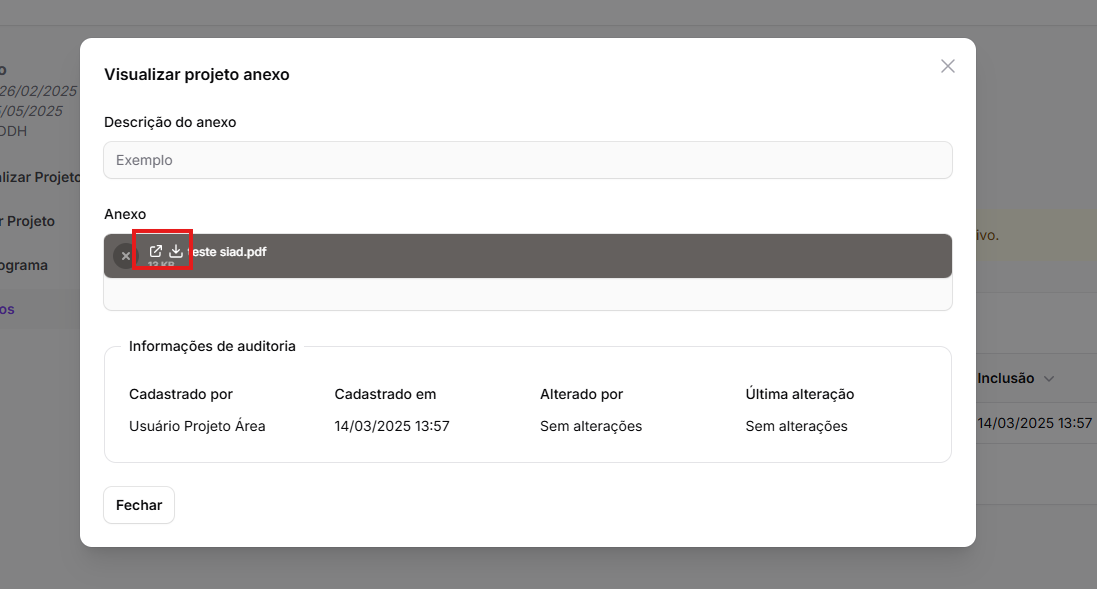 26/02/2025
/05/2025
DDH
Visualizar projeto anexo
Descrição do anexo
Exemplo
lizar Projeto
Anexo
r Projeto
ivo.
teste siad.pdf
13 KB
ograma
os
Informações de auditoria
Cadastrado por Cadastrado em Alterado por Última alteração
Usuário Projeto Área 14/03/2025 13:57 Sem alterações Sem alterações
Inclusão
14/03/2025 13:57
Fechar